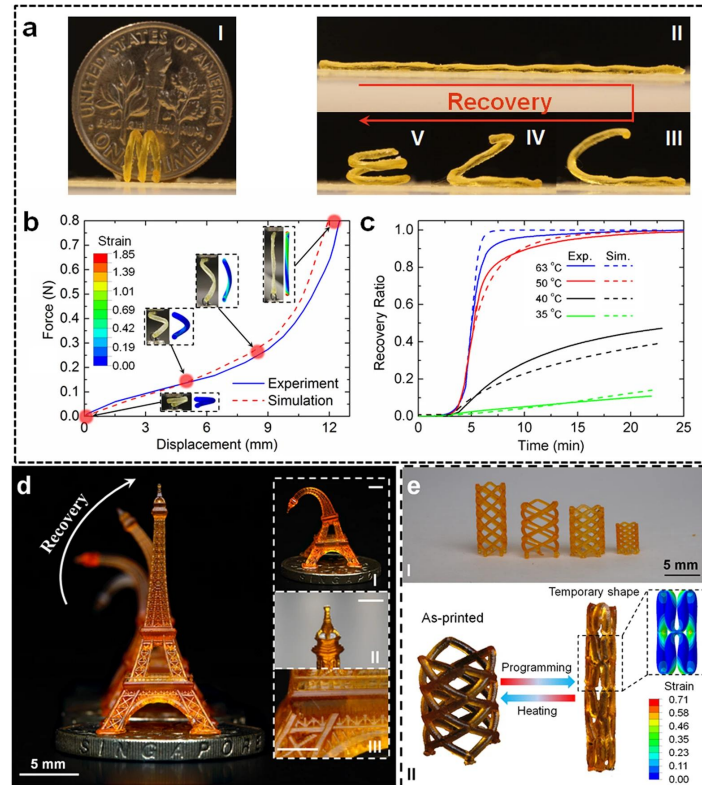 a
I
II
UNITED STATES OF AMERICA
ONE DIME
Recovery
V
IV
III
b
Strain
1.85
1.39
1.01
0.69
0.42
0.19
0.00
Force (N)
0.8
0.7
0.6
0.5
0.4
0.3
0.2
0.1
0.0
0
3
6
9
12
Displacement (mm)
Experiment
Simulation
c
Recovery Ratio
1.0
0.8
0.6
0.4
0.2
0.0
0
5
10
15
20
25
Time (min)
Exp. Sim.
63 °C
50 °C
40 °C
35 °C
d
Recovery
I
II
III
SINGAPORE
5 mm
e
I
5 mm
As-printed
Temporary shape
Programming
Heating
Strain
0.71
0.58
0.46
0.35
0.23
0.11
0.00
II